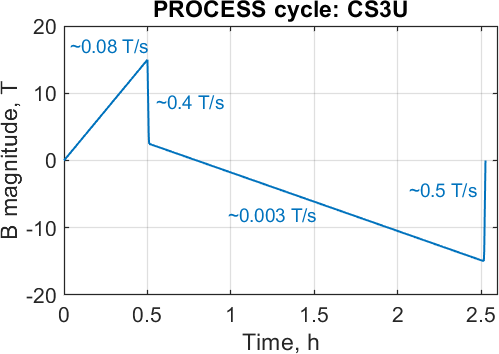 PROCESS cycle: CS3U
B magnitude, T
20
10
0
-10
-20
~0.08 T/s
~0.4 T/s
~0.003 T/s
~0.5 T/s
0
0.5
1
1.5
2
2.5
Time, h